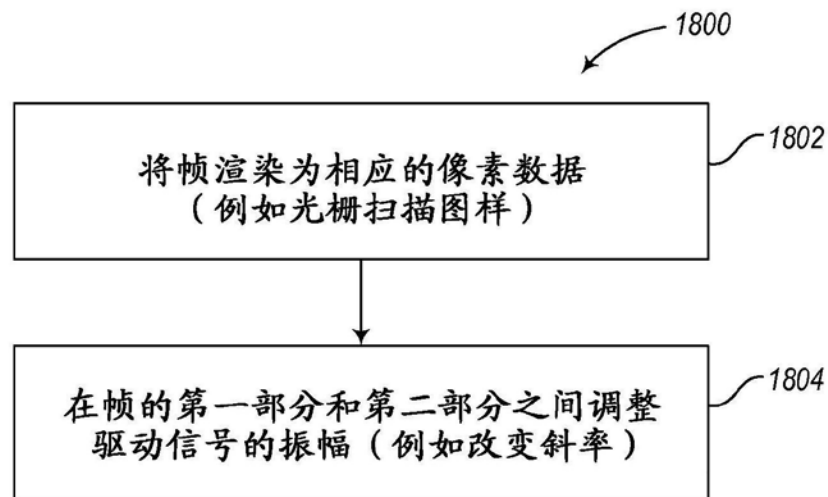 1800
1802
将帧渲染为相应的像素数据
（例如光栅扫描图样）
1804
在帧的第一部分和第二部分之间调整
驱动信号的振幅（例如改变斜率）